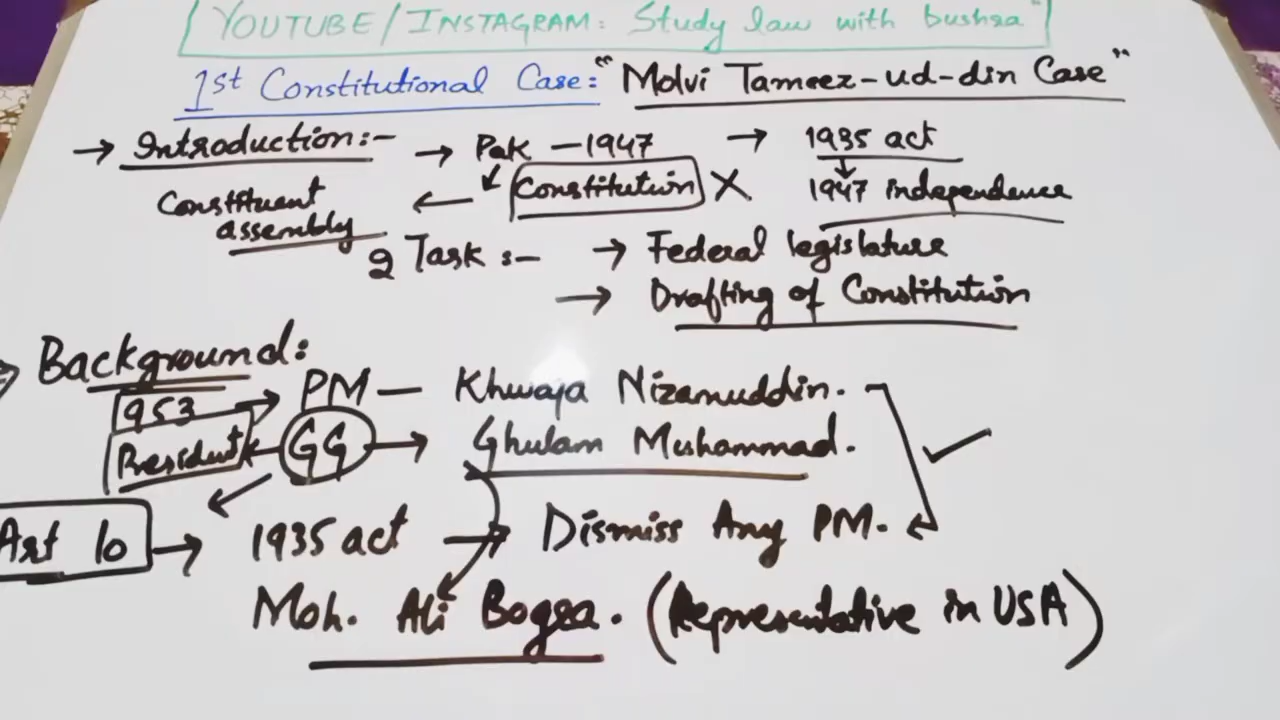 YOUTUBE/INSTAGRAM: Study law with bushra"
1st Constitutional Case: "Molvi Tameez-ud-din Case"
→ Introduction:- → Pak - 1947 → 1935 act
Constitution X 1947 independence
Constituent assembly
2 Task :- → Federal legislature
→ Drafting of Constitution
Background:
953 → PM - Khwaja Nizamuddin.
President ← GG → Ghulam Muhammad.
Art 10 → 1935 act → Dismiss Any PM.
Moh. Ali Bogra. (Representative in USA)